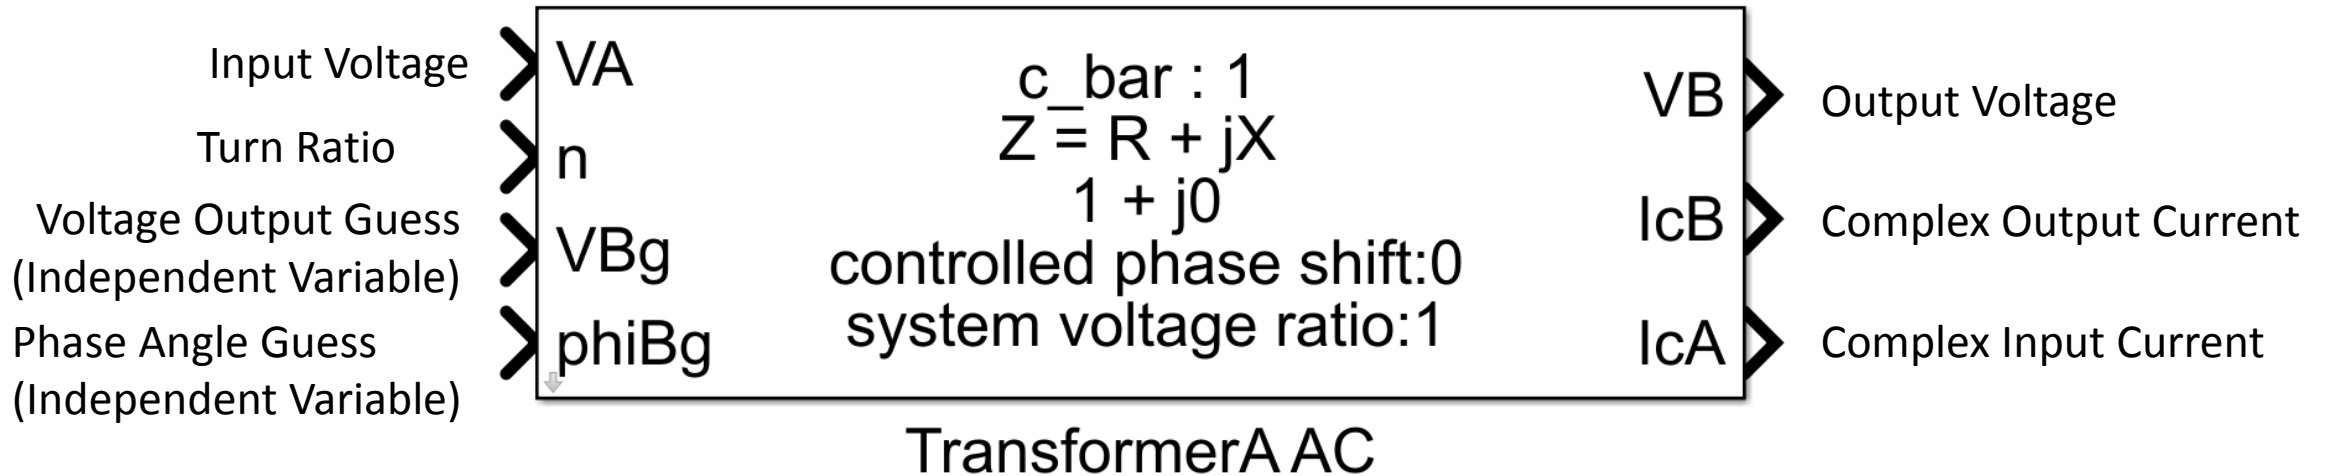 Input Voltage
Turn Ratio
Voltage Output Guess
(Independent Variable)
Phase Angle Guess
(Independent Variable)
VA
n
VBg
phiBg
c_bar : 1
Z = R + jX
1 + j0
controlled phase shift:0
system voltage ratio:1
VB
IcB
IcA
Output Voltage
Complex Output Current
Complex Input Current
TransformerA AC